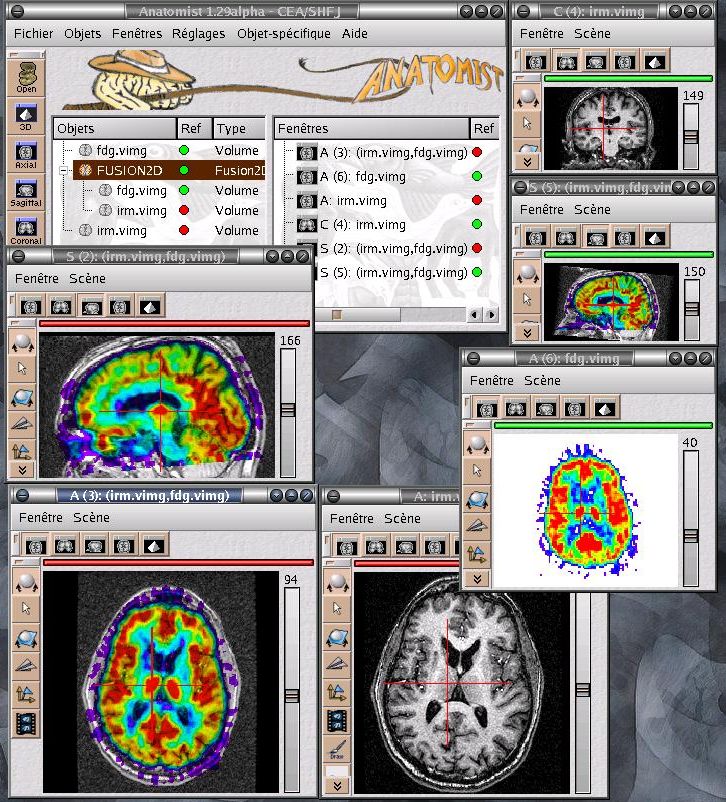 Anatomist 1.29alpha - CEA/SHFJ
Fichier Objets Fenêtres Réglages Objet-spécifique Aide
ANATOMIST
Open
3D
Axial
Sagittal
Coronal
Objets Ref Type
fdg.vimg Volume
FUSION2D Fusion2D
fdg.vimg Volume
irm.vimg Volume
irm.vimg Volume
Fenêtres Ref
A (3): (irm.vimg,fdg.vimg)
A (6): fdg.vimg
A: irm.vimg
C (4): irm.vimg
S (2): (irm.vimg,fdg.vimg)
S (5): (irm.vimg,fdg.vimg)
C (4): irm.vimg
Fenêtre Scène
149
S (5): (irm.vimg,fdg.vim
Fenêtre Scène
150
S (2): (irm.vimg,fdg.vimg)
Fenêtre Scène
166
A (6): fdg.vimg
Fenêtre Scène
40
A (3): (irm.vimg,fdg.vimg)
Fenêtre Scène
94
A: irm.v
Fenêtre Scène
Draw